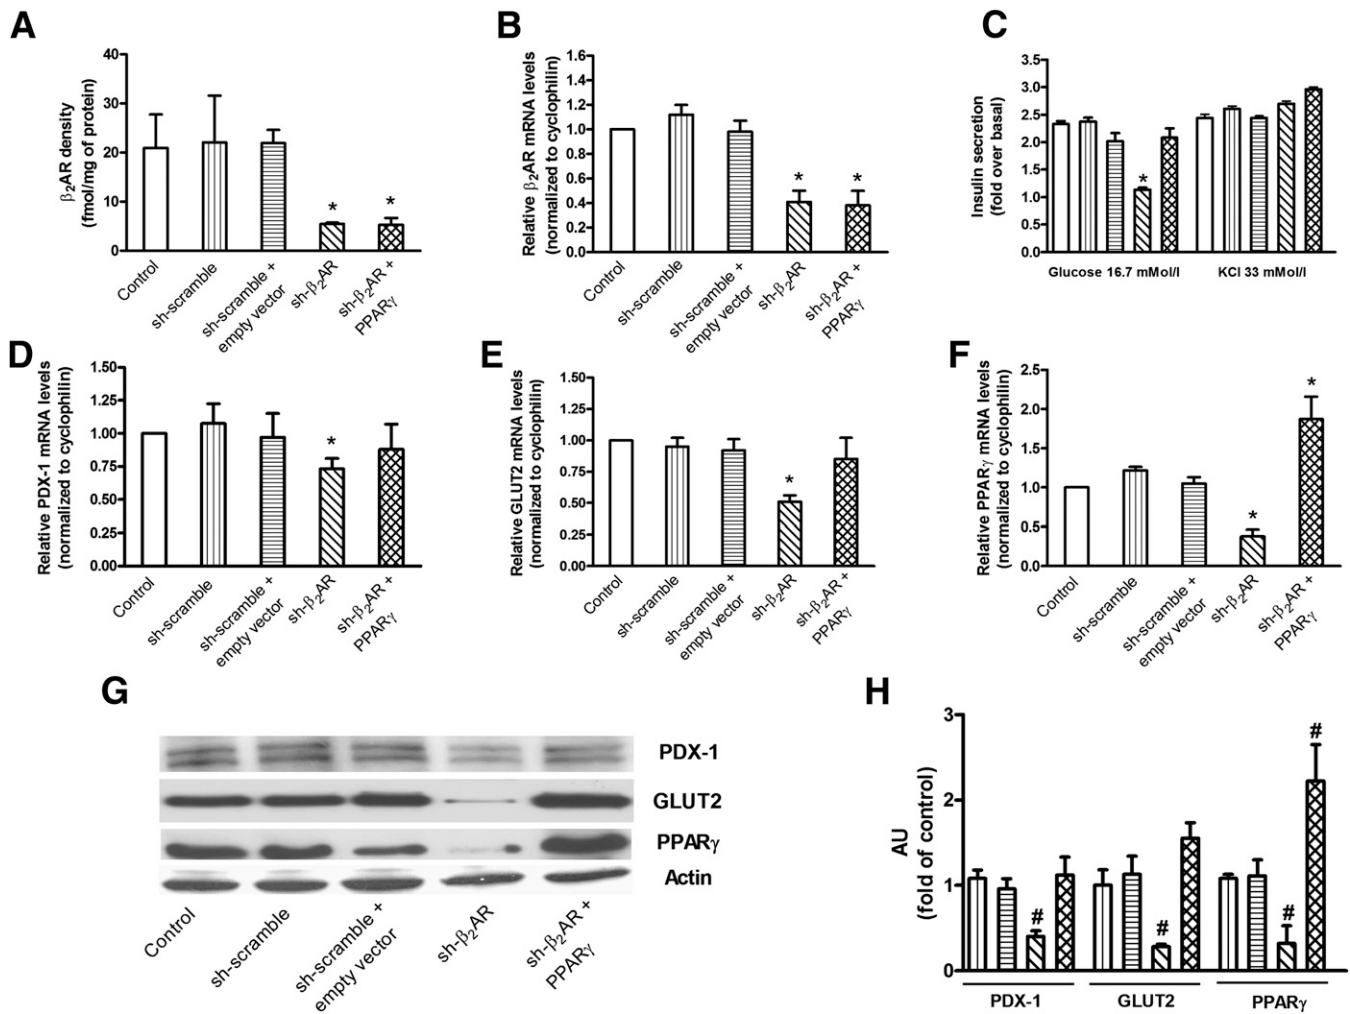 A
β2AR density
(fmol/mg of protein)
40
30
20
10
0
*
*
Control
sh-scramble
sh-scramble +
empty vector
sh-β2AR
sh-β2AR +
PPARγ
B
Relative β2AR mRNA levels
(normalized to cyclophilin)
1.6
1.4
1.2
1.0
0.8
0.6
0.4
0.2
0.0
*
*
Control
sh-scramble
sh-scramble +
empty vector
sh-β2AR
sh-β2AR +
PPARγ
C
Insulin secretion
(fold over basal)
3.5
3.0
2.5
2.0
1.5
1.0
0.5
0.0
*
Glucose 16.7 mMol/l
KCl 33 mMol/l
D
Relative PDX-1 mRNA levels
(normalized to cyclophilin)
1.50
1.25
1.00
0.75
0.50
0.25
0.00
*
Control
sh-scramble
sh-scramble +
empty vector
sh-β2AR
sh-β2AR +
PPARγ
E
Relative GLUT2 mRNA levels
(normalized to cyclophilin)
1.50
1.25
1.00
0.75
0.50
0.25
0.00
*
Control
sh-scramble
sh-scramble +
empty vector
sh-β2AR
sh-β2AR +
PPARγ
F
Relative PPARγ mRNA levels
(normalized to cyclophilin)
2.5
2.0
1.5
1.0
0.5
0.0
*
*
Control
sh-scramble
sh-scramble +
empty vector
sh-β2AR
sh-β2AR +
PPARγ
G
PDX-1
GLUT2
PPARγ
Actin
Control
sh-scramble
sh-scramble +
empty vector
sh-β2AR
sh-β2AR +
PPARγ
H
AU
(fold of control)
3
2
1
0
#
#
#
#
PDX-1
GLUT2
PPARγ